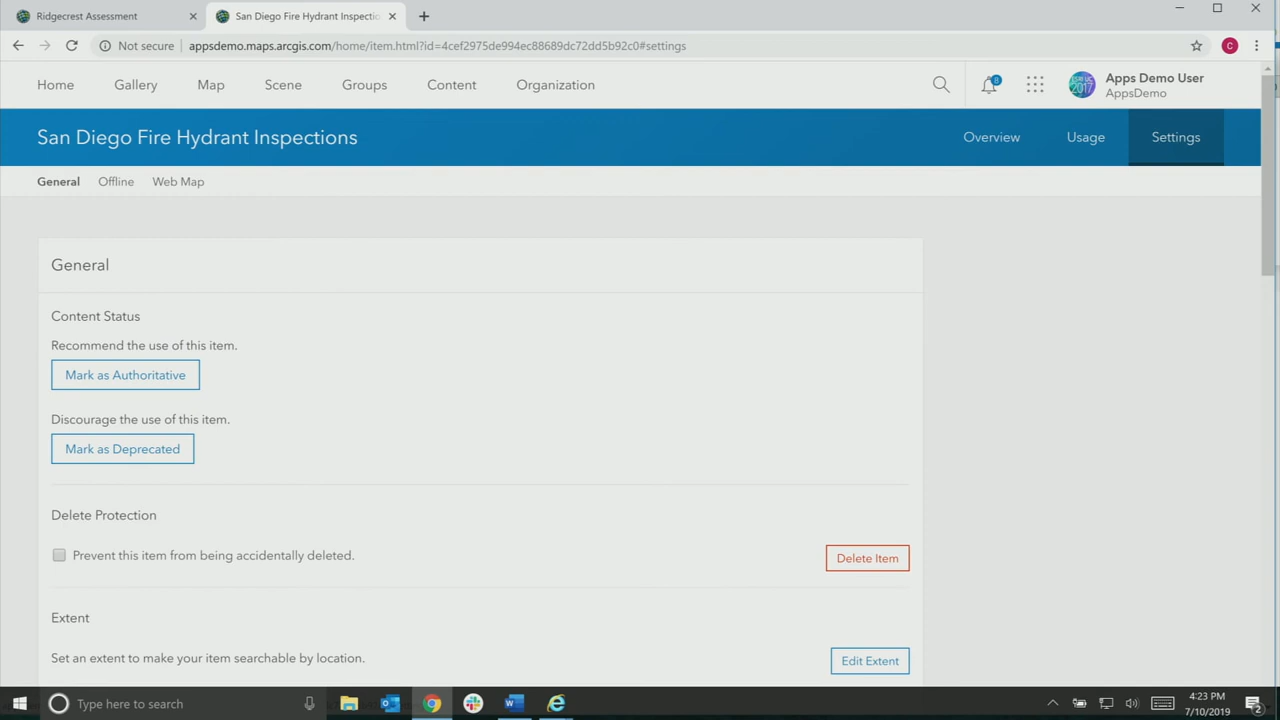 Ridgecrest Assessment
San Diego Fire Hydrant Inspectio
Not secure appsdemo.maps.arcgis.com/home/item.html?id=4cef2975de994ec88689dc72dd5b92c0#settings
C
Home Gallery Map Scene Groups Content Organization
8
Apps Demo User
AppsDemo
San Diego Fire Hydrant Inspections
Overview Usage Settings
General Offline Web Map
General
Content Status
Recommend the use of this item.
Mark as Authoritative
Discourage the use of this item.
Mark as Deprecated
Delete Protection
Prevent this item from being accidentally deleted.
Delete Item
Extent
Set an extent to make your item searchable by location.
Edit Extent
Type here to search
4:23 PM
7/10/2019
2